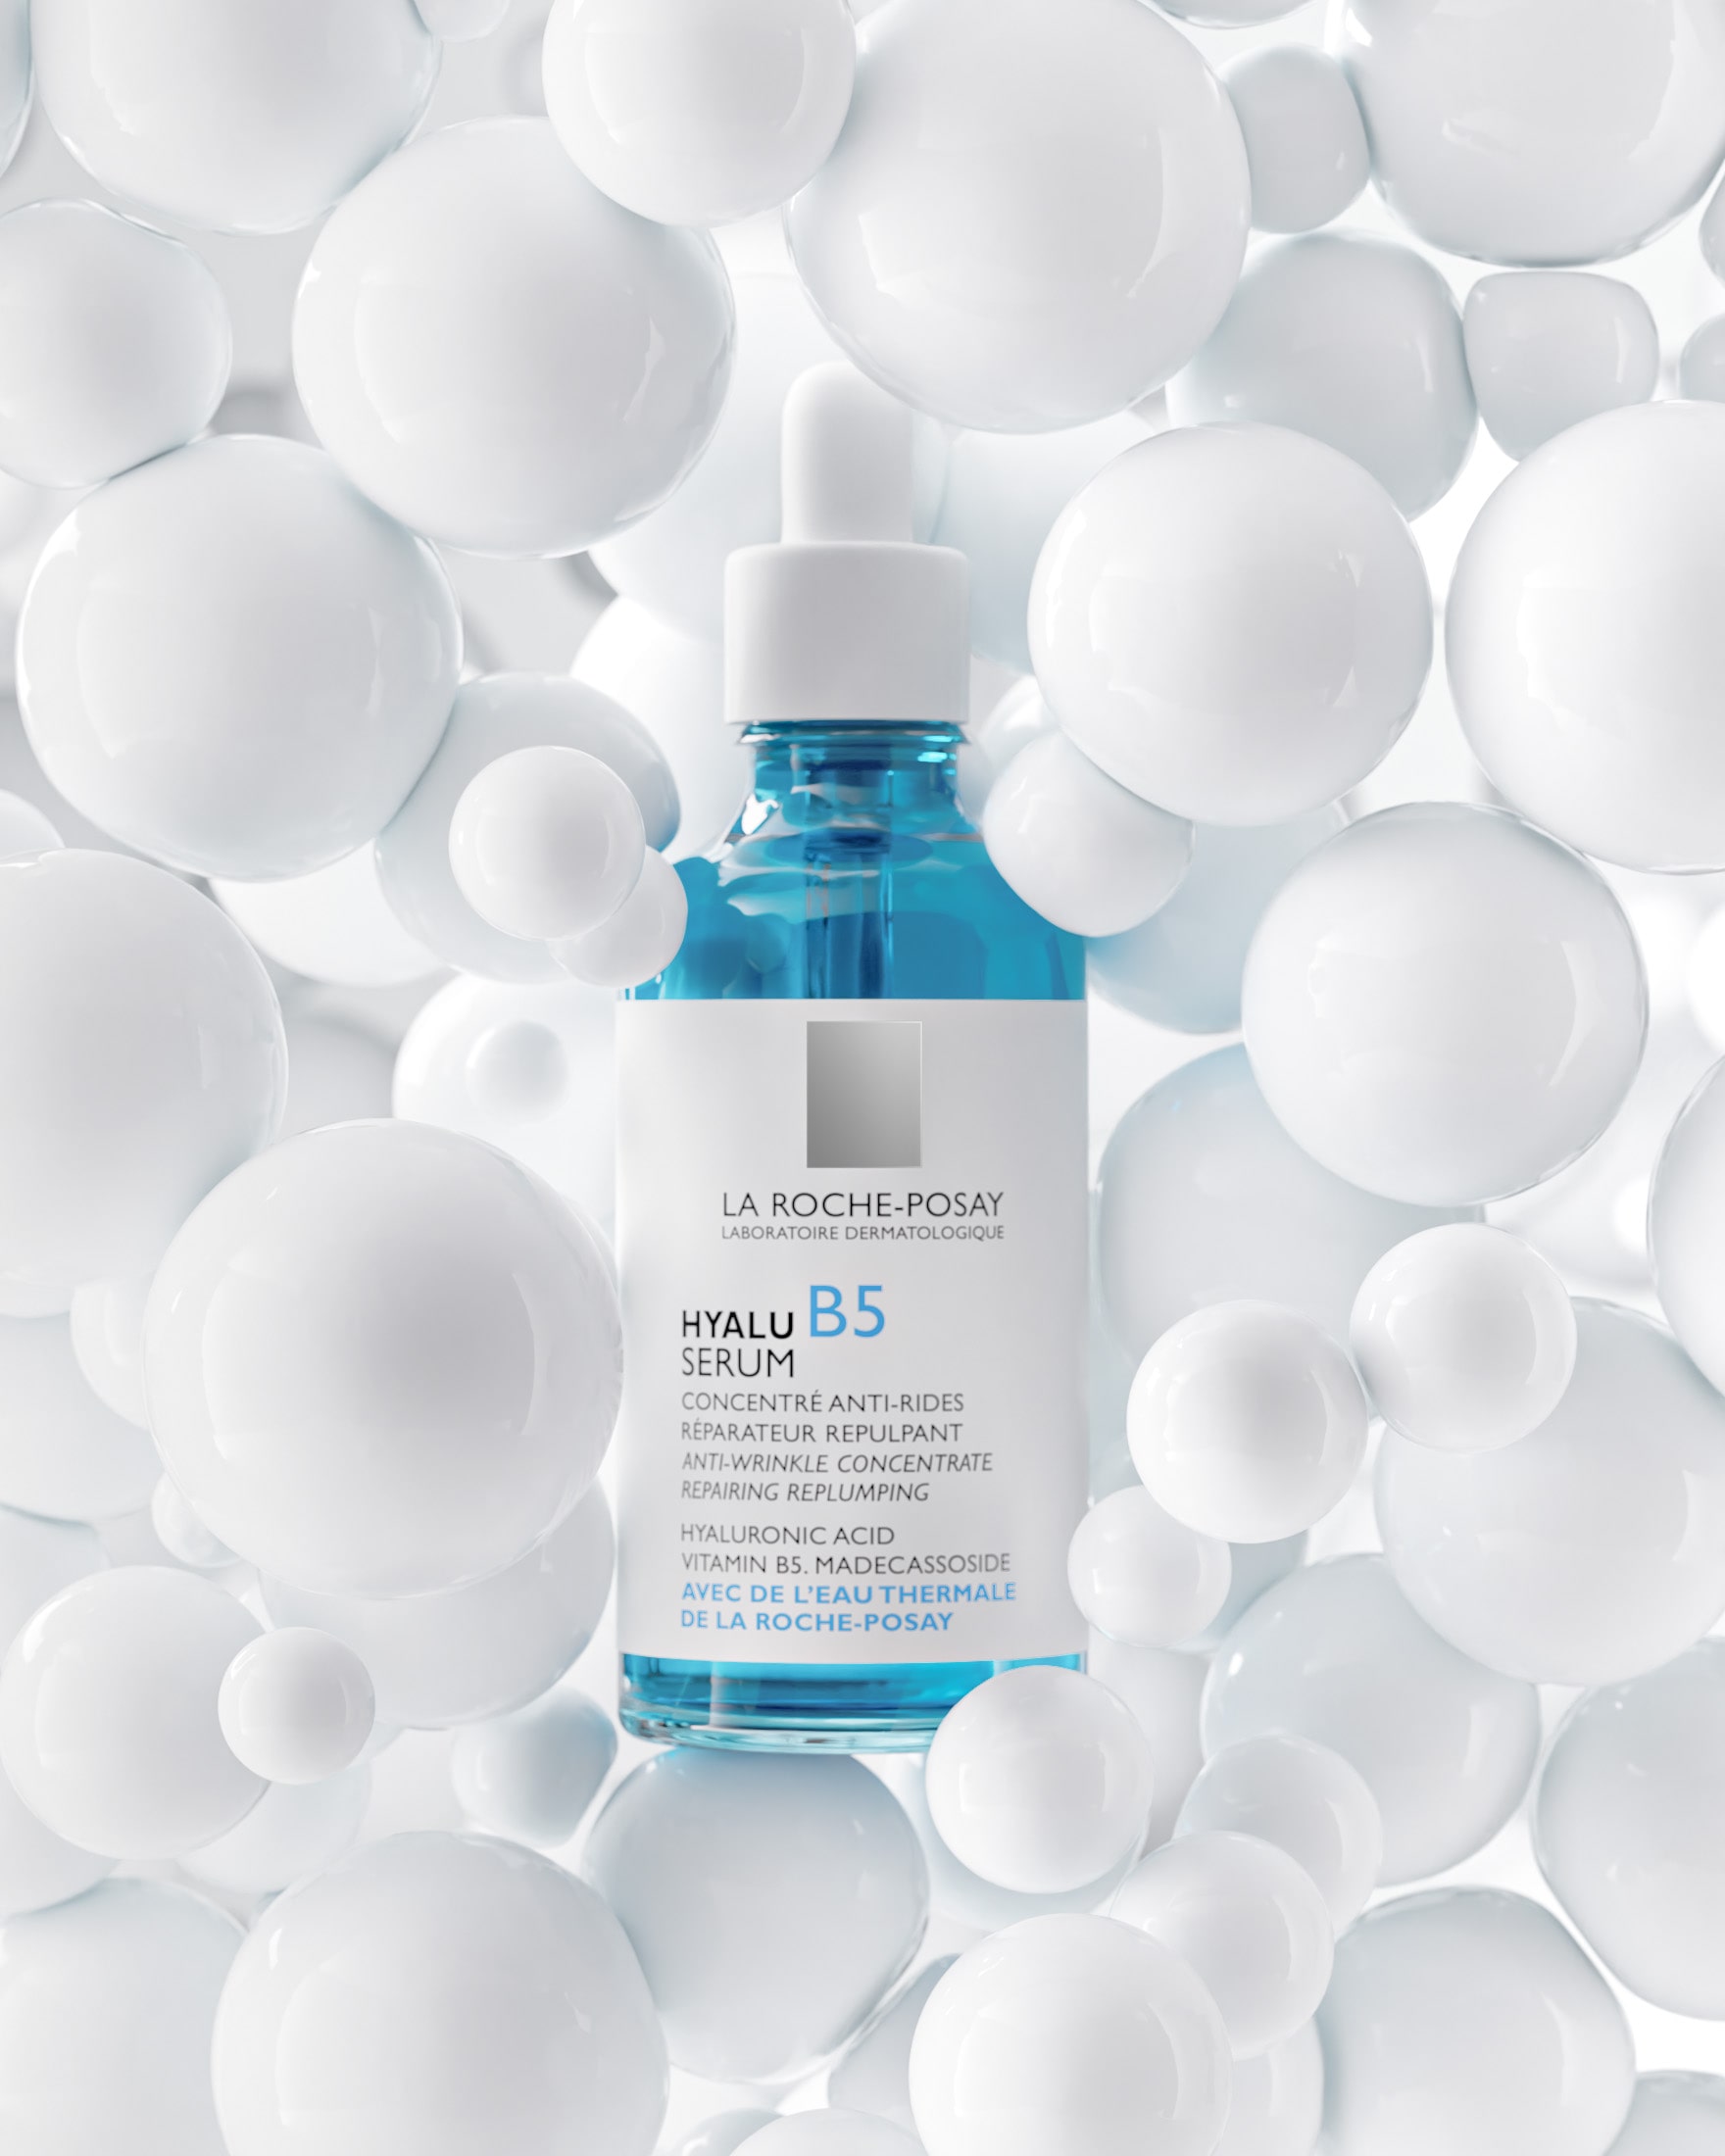 LA ROCHE-POSAY
LABORATOIRE DERMATOLOGIQUE
HYALU B5
SERUM
CONCENTRÉ ANTI-RIDES
RÉPARATEUR REPULPANT
ANTI-WRINKLE CONCENTRATE
REPAIRING REPLUMPING
HYALURONIC ACID
VITAMIN B5. MADECASSOSIDE
AVEC DE L'EAU THERMALE
DE LA ROCHE-POSAY